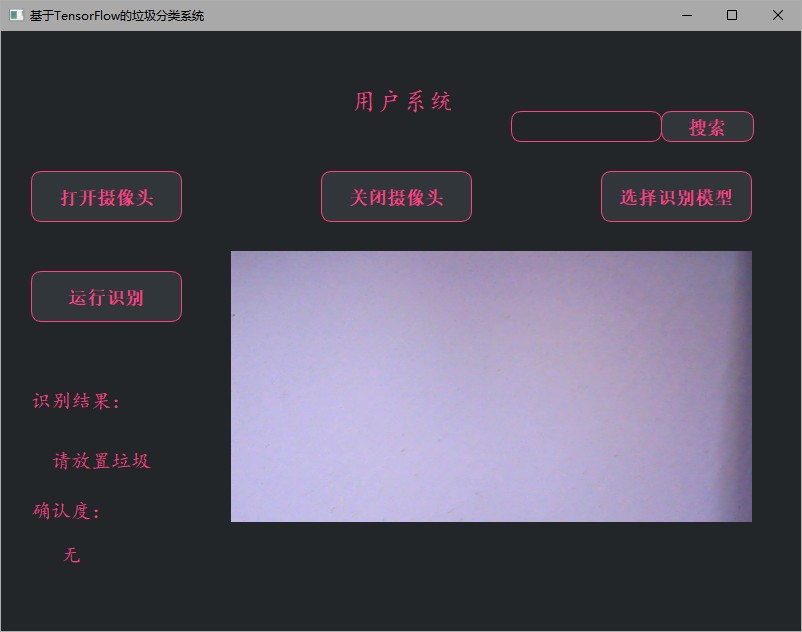 基于TensorFlow的垃圾分类系统
用户系统
搜索
打开摄像头
关闭摄像头
选择识别模型
运行识别
识别结果：
请放置垃圾
确认度：
无